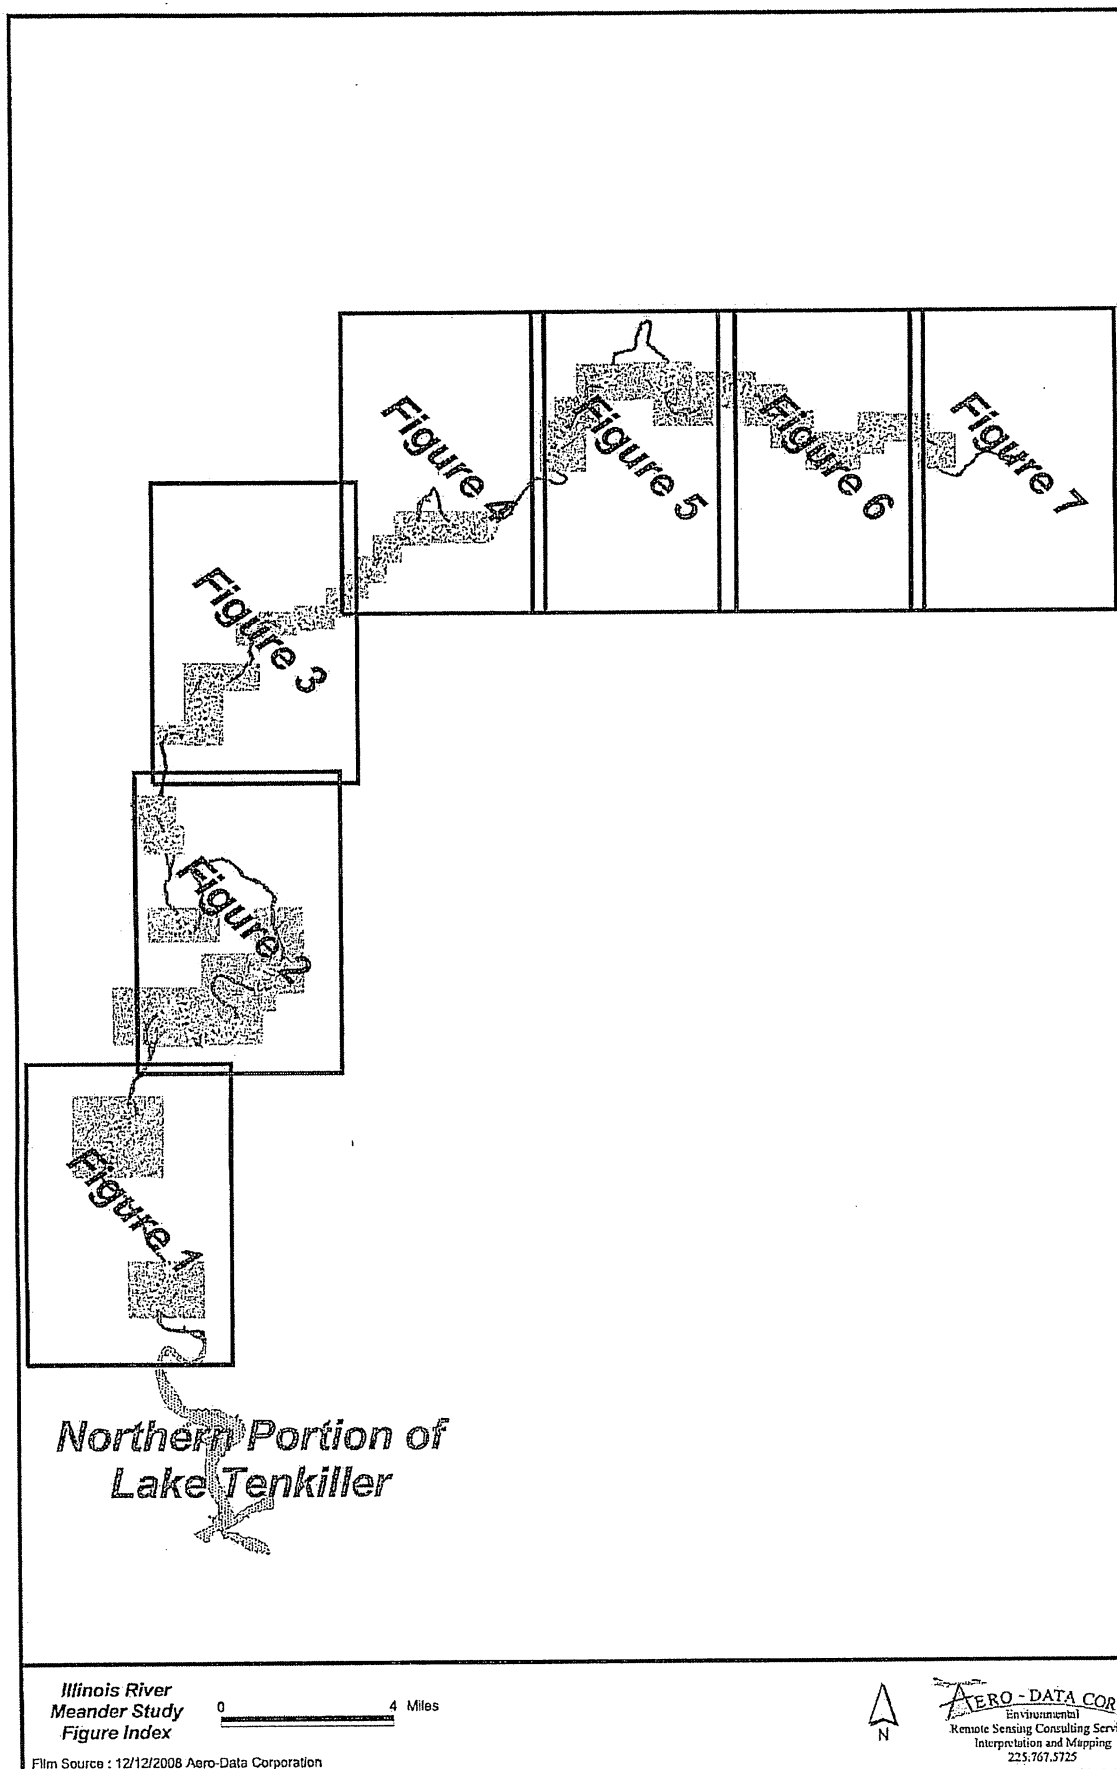 Figure 4
Figure 5
Figure 6
Figure 7
Figure 3
Figure 2
Figure 1
Northern Portion of
Lake Tenkiller
Illinois River
Meander Study
Figure Index
0 4 Miles
N
Film Source : 12/12/2008 Aero-Data Corporation
AERO-DATA COR
Environmental
Remote Sensing Consulting Servi
Interpretation and Mapping
225.767.5725